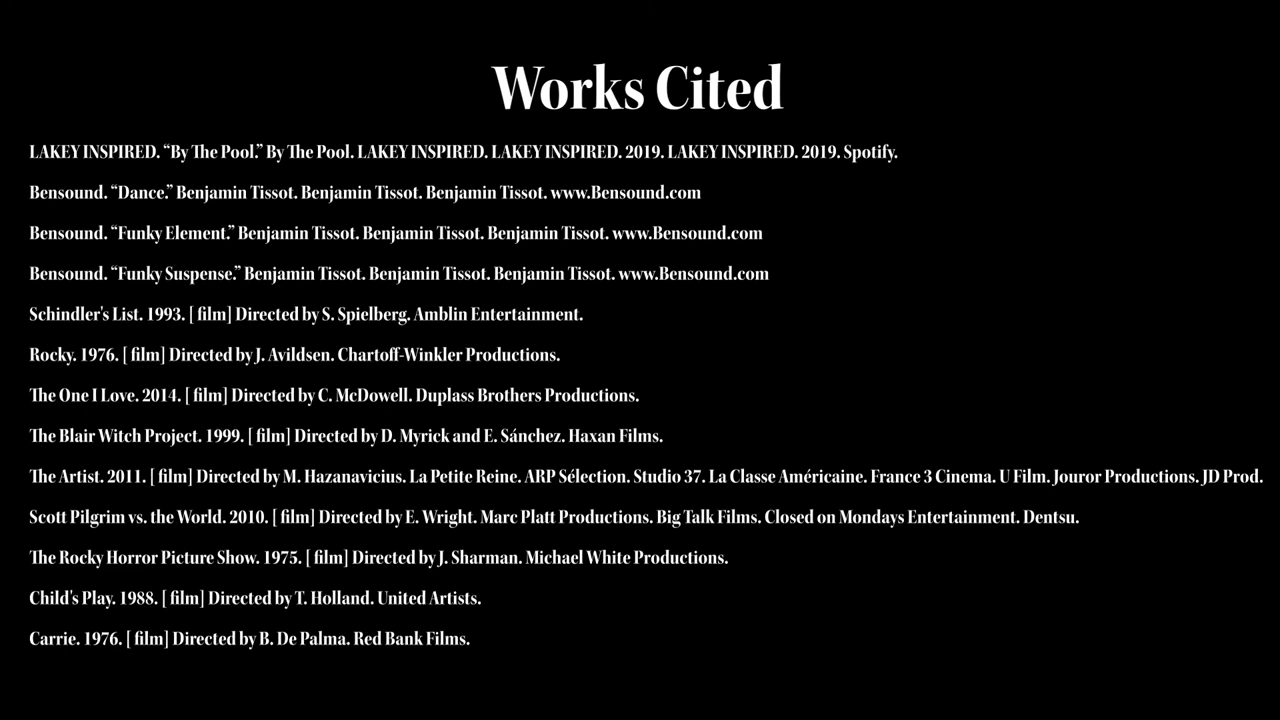 Works Cited
LAKEY INSPIRED. “By The Pool.” By The Pool. LAKEY INSPIRED. LAKEY INSPIRED. 2019. LAKEY INSPIRED. 2019. Spotify.
Bensound. “Dance.” Benjamin Tissot. Benjamin Tissot. Benjamin Tissot. www.Bensound.com
Bensound. “Funky Element.” Benjamin Tissot. Benjamin Tissot. Benjamin Tissot. www.Bensound.com
Bensound. “Funky Suspense.” Benjamin Tissot. Benjamin Tissot. Benjamin Tissot. www.Bensound.com
Schindler's List. 1993. [ film] Directed by S. Spielberg. Amblin Entertainment.
Rocky. 1976. [ film] Directed by J. Avildsen. Chartoff-Winkler Productions.
The One I Love. 2014. [ film] Directed by C. McDowell. Duplass Brothers Productions.
The Blair Witch Project. 1999. [ film] Directed by D. Myrick and E. Sánchez. Haxan Films.
The Artist. 2011. [ film] Directed by M. Hazanavicius. La Petite Reine. ARP Sélection. Studio 37. La Classe Américaine. France 3 Cinema. U Film. Jouror Productions. JD Prod.
Scott Pilgrim vs. the World. 2010. [ film] Directed by E. Wright. Marc Platt Productions. Big Talk Films. Closed on Mondays Entertainment. Dentsu.
The Rocky Horror Picture Show. 1975. [ film] Directed by J. Sharman. Michael White Productions.
Child's Play. 1988. [ film] Directed by T. Holland. United Artists.
Carrie. 1976. [ film] Directed by B. De Palma. Red Bank Films.